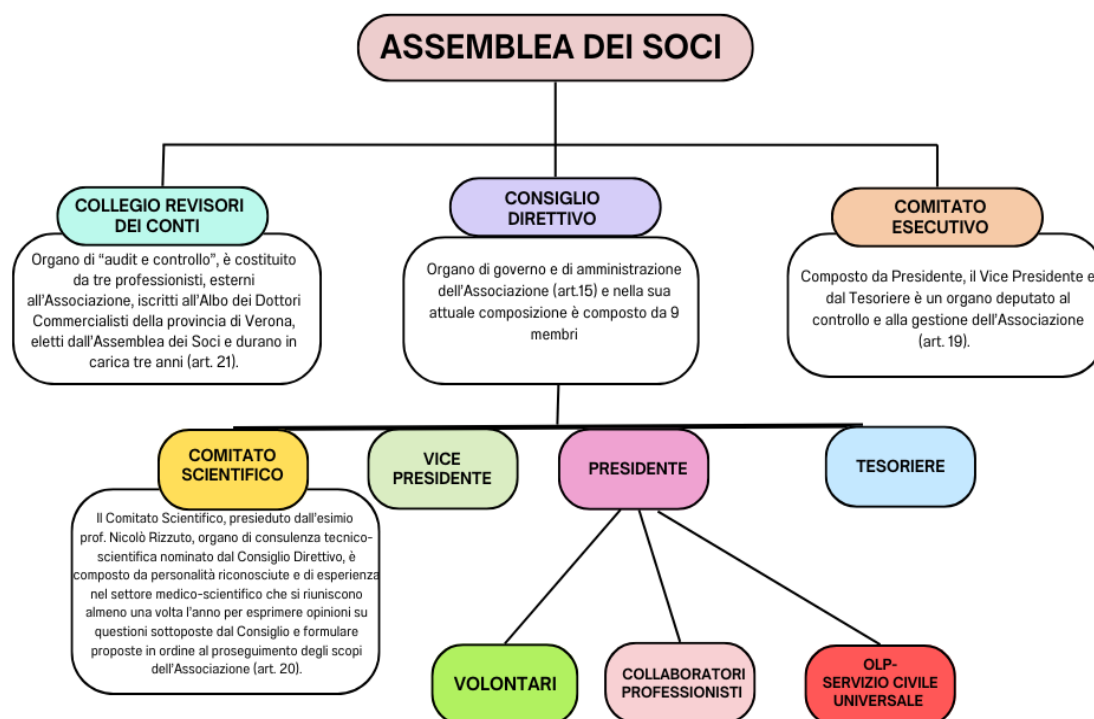 ASSEMBLEA DEI SOCI
COLLEGIO REVISORI
DEI CONTI
Organo di “audit e controllo”, è costituito
da tre professionisti, esterni
all’Associazione, iscritti all’Albo dei Dottori
Commercialisti della provincia di Verona,
eletti dall’Assemblea dei Soci e durano in
carica tre anni (art. 21).
CONSIGLIO
DIRETTIVO
Organo di governo e di amministrazione
dell’Associazione (art.15) e nella sua
attuale composizione è composto da 9
membri
COMITATO
ESECUTIVO
Composto da Presidente, il Vice Presidente e
dal Tesoriere è un organo deputato al
controllo e alla gestione dell’Associazione
(art. 19).
COMITATO
SCIENTIFICO
Il Comitato Scientifico, presieduto dall’esimio
prof. Nicolò Rizzuto, organo di consulenza tecnico-
scientifica nominato dal Consiglio Direttivo, è
composto da personalità riconosciute e di esperienza
nel settore medico-scientifico che si riuniscono
almeno una volta l’anno per esprimere opinioni su
questioni sottoposte dal Consiglio e formulare
proposte in ordine al proseguimento degli scopi
dell’Associazione (art. 20).
VICE
PRESIDENTE
PRESIDENTE
TESORIERE
VOLONTARI
COLLABORATORI
PROFESSIONISTI
OLP-
SERVIZIO CIVILE
UNIVERSALE